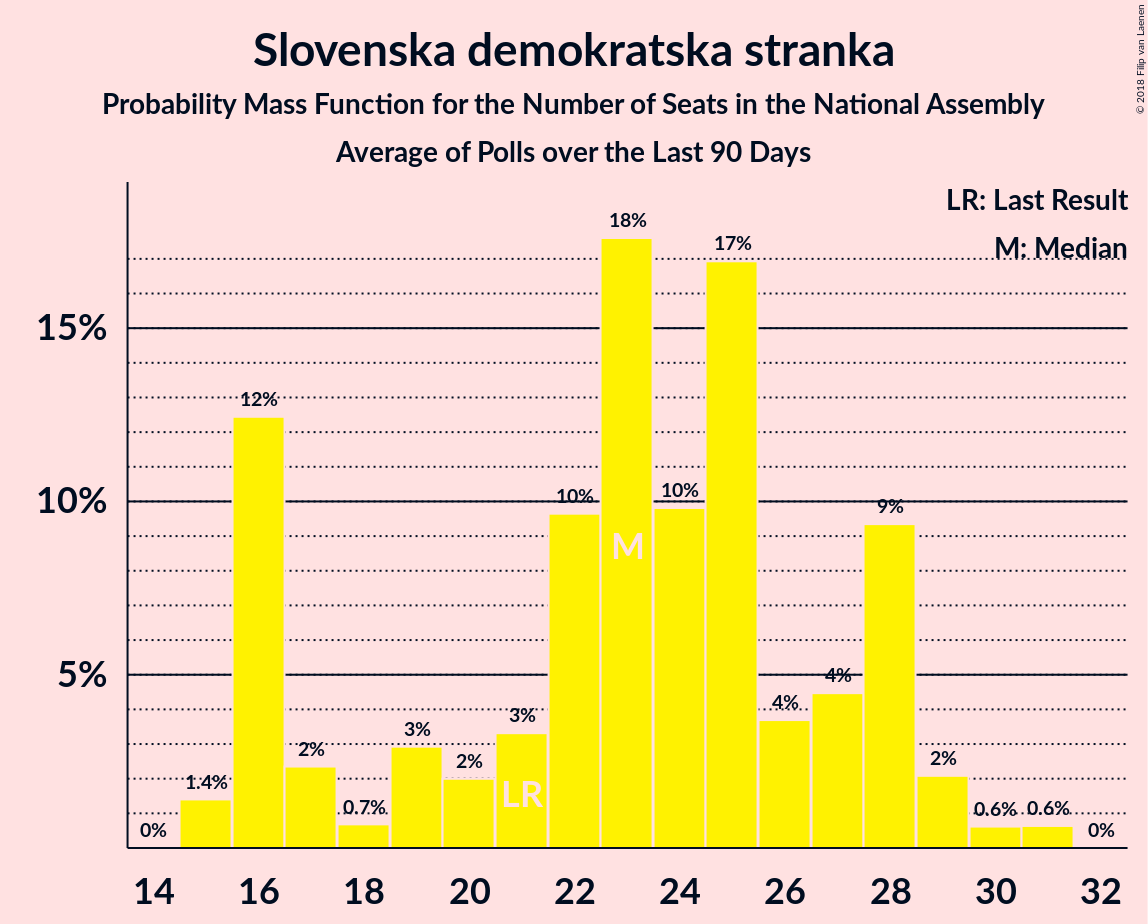 Slovenska demokratska stranka
Probability Mass Function for the Number of Seats in the National Assembly
Average of Polls over the Last 90 Days
© 2018 Filip van Laenen
LR: Last Result
M: Median
15%
10%
5%
0%
1.4%
12%
2%
0.7%
3%
2%
3%
10%
18%
10%
17%
4%
4%
9%
2%
0.6%
0.6%
0%
LR
M
14 16 18 20 22 24 26 28 30 32